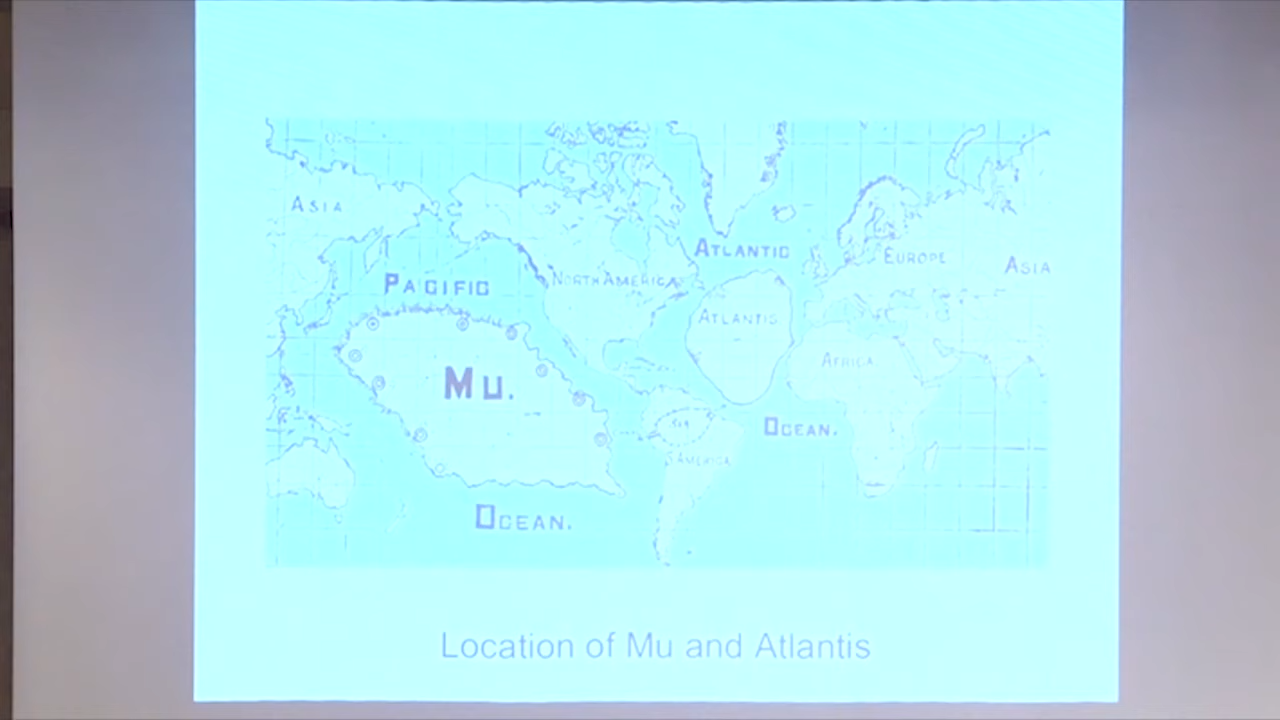 ASIA
ATLANTIC
EUROPE
ASIA
PACIFIC
NORTH AMERICA
ATLANTIS
AFRICA
MU.
OCEAN.
S AMERICA
OCEAN.
Location of Mu and Atlantis